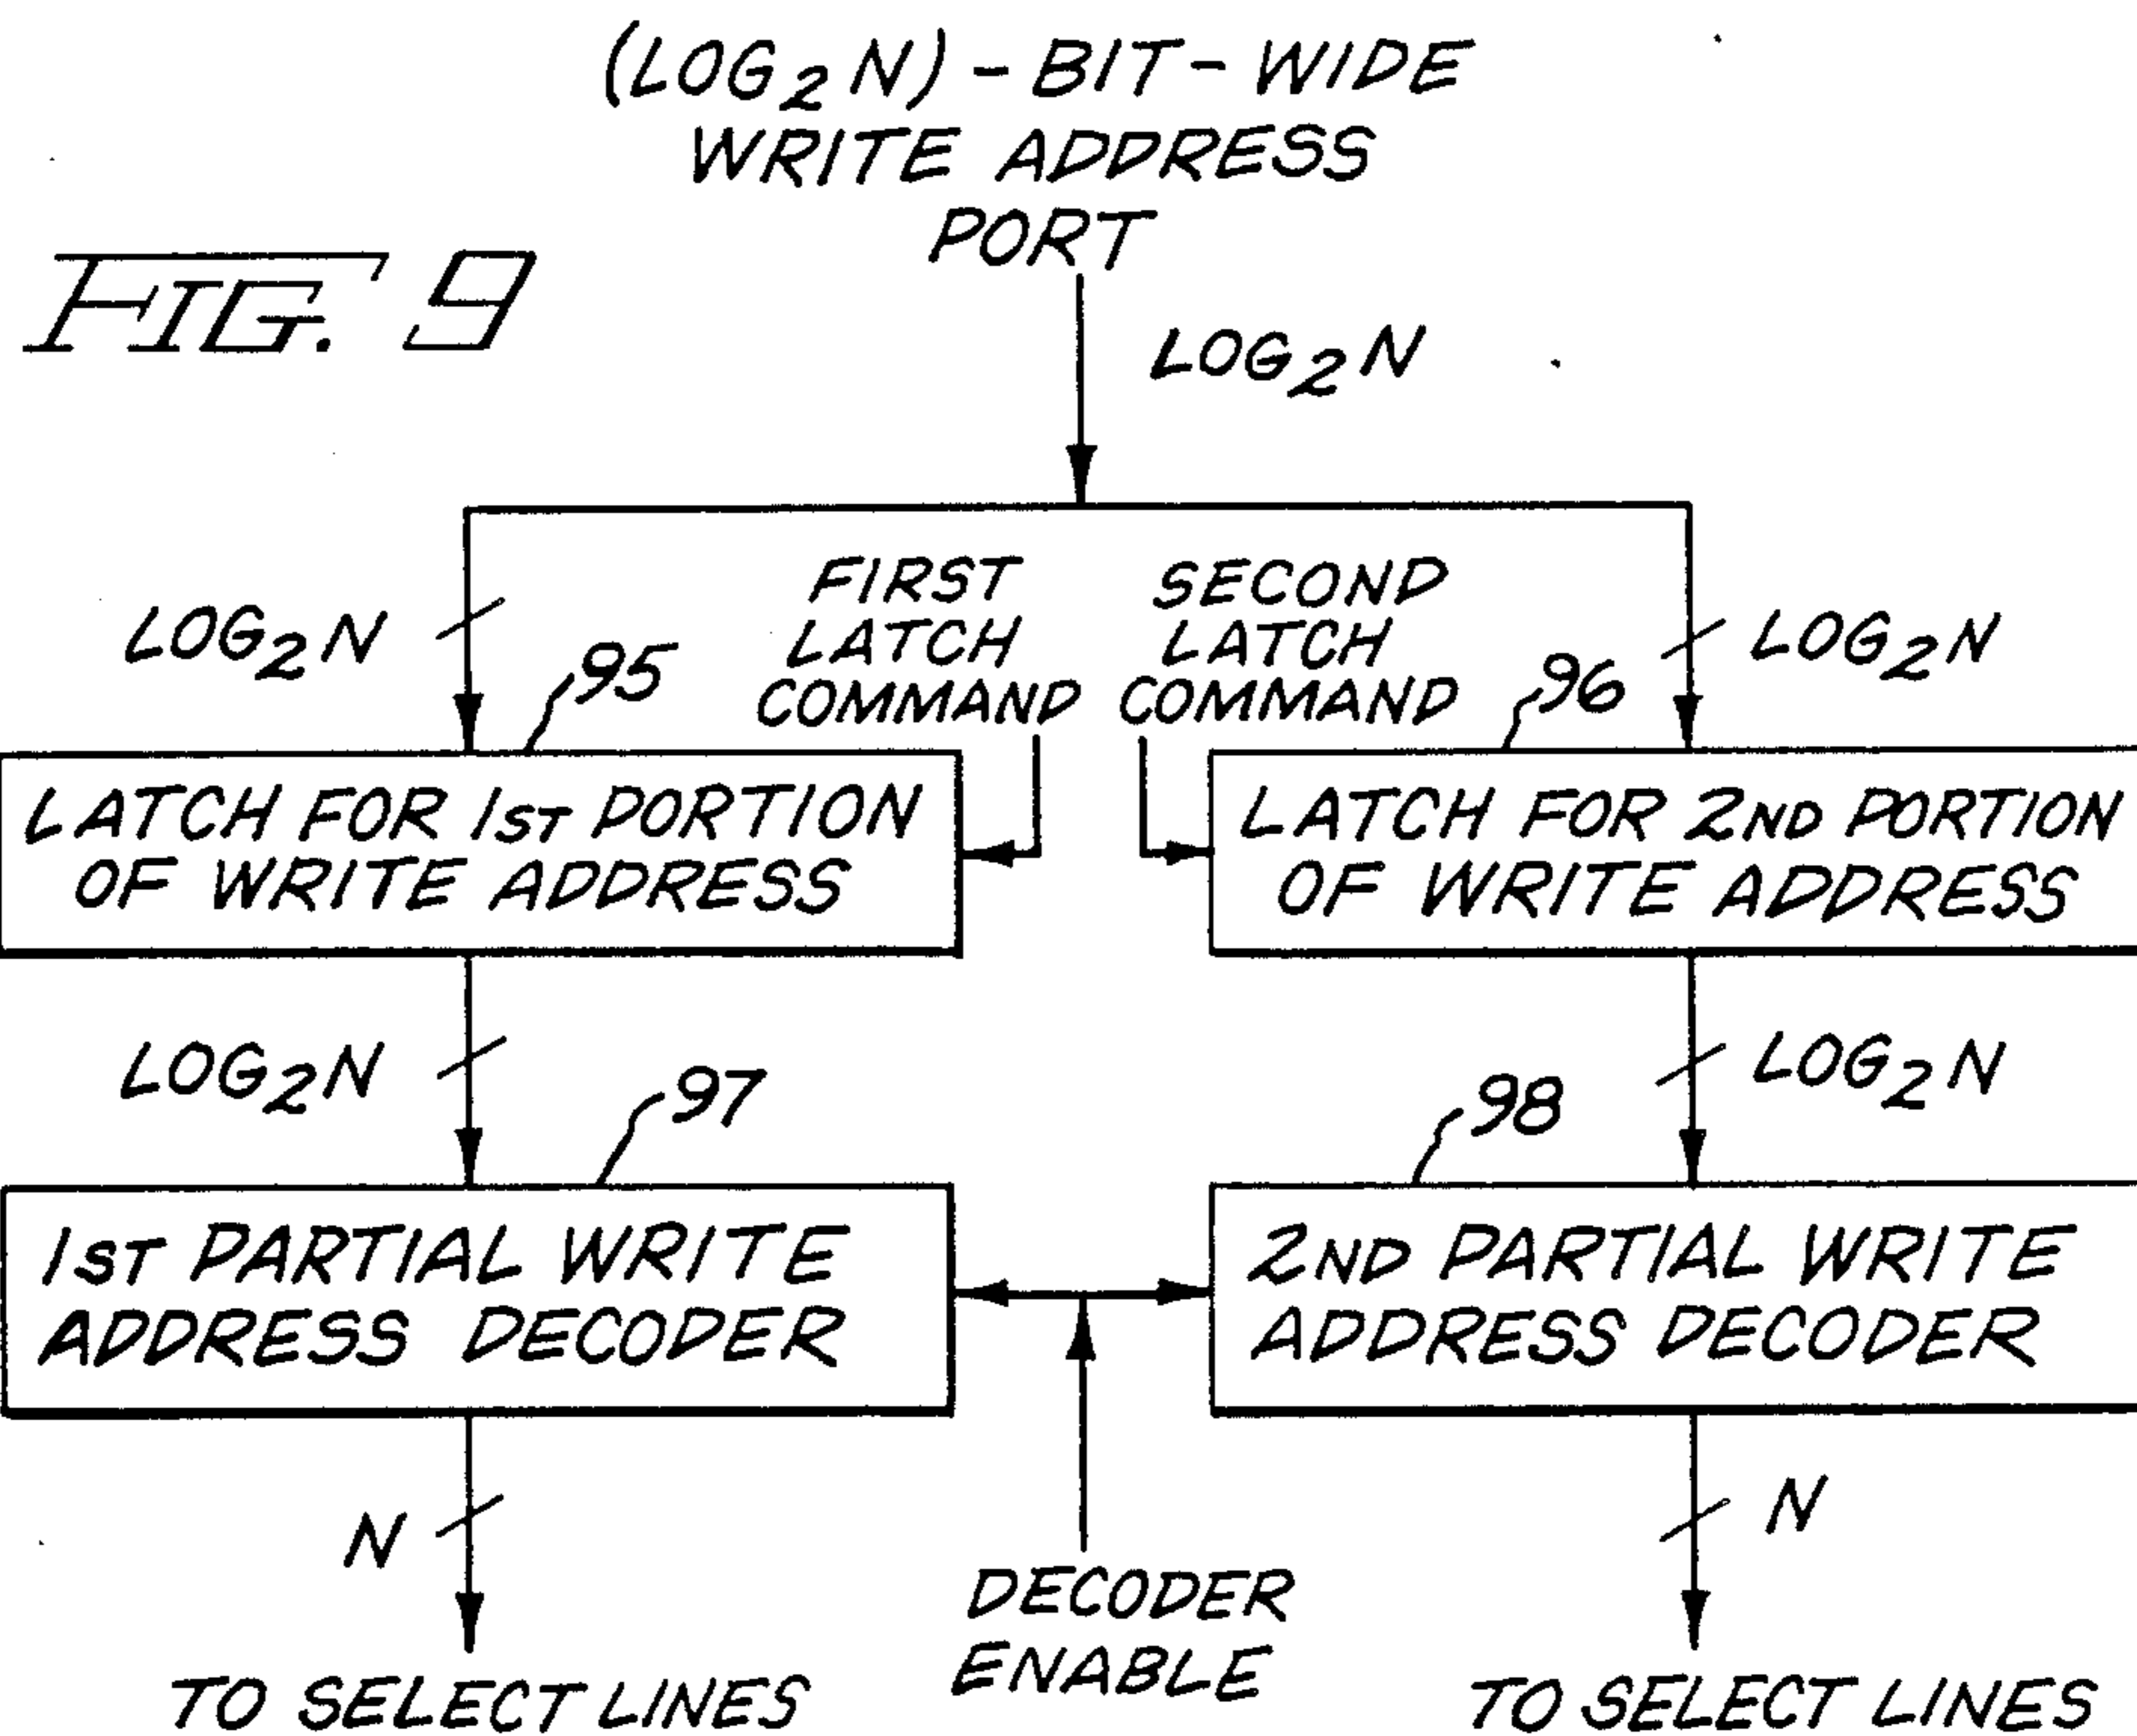 (LOG₂N)-BIT-WIDE
WRITE ADDRESS
PORT
FIG. 9
LOG₂N
FIRST
LATCH
COMMAND
SECOND
LATCH
COMMAND
LOG₂N
95
96
LOG₂N
LATCH FOR 1ST PORTION
OF WRITE ADDRESS
LATCH FOR 2ND PORTION
OF WRITE ADDRESS
LOG₂N
97
98
LOG₂N
1ST PARTIAL WRITE
ADDRESS DECODER
2ND PARTIAL WRITE
ADDRESS DECODER
N
N
DECODER
ENABLE
TO SELECT LINES
TO SELECT LINES